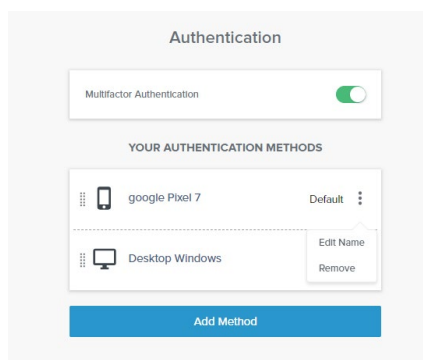 Authentication
Multifactor Authentication
YOUR AUTHENTICATION METHODS
google Pixel 7 Default
Edit Name
Desktop Windows
Remove
Add Method